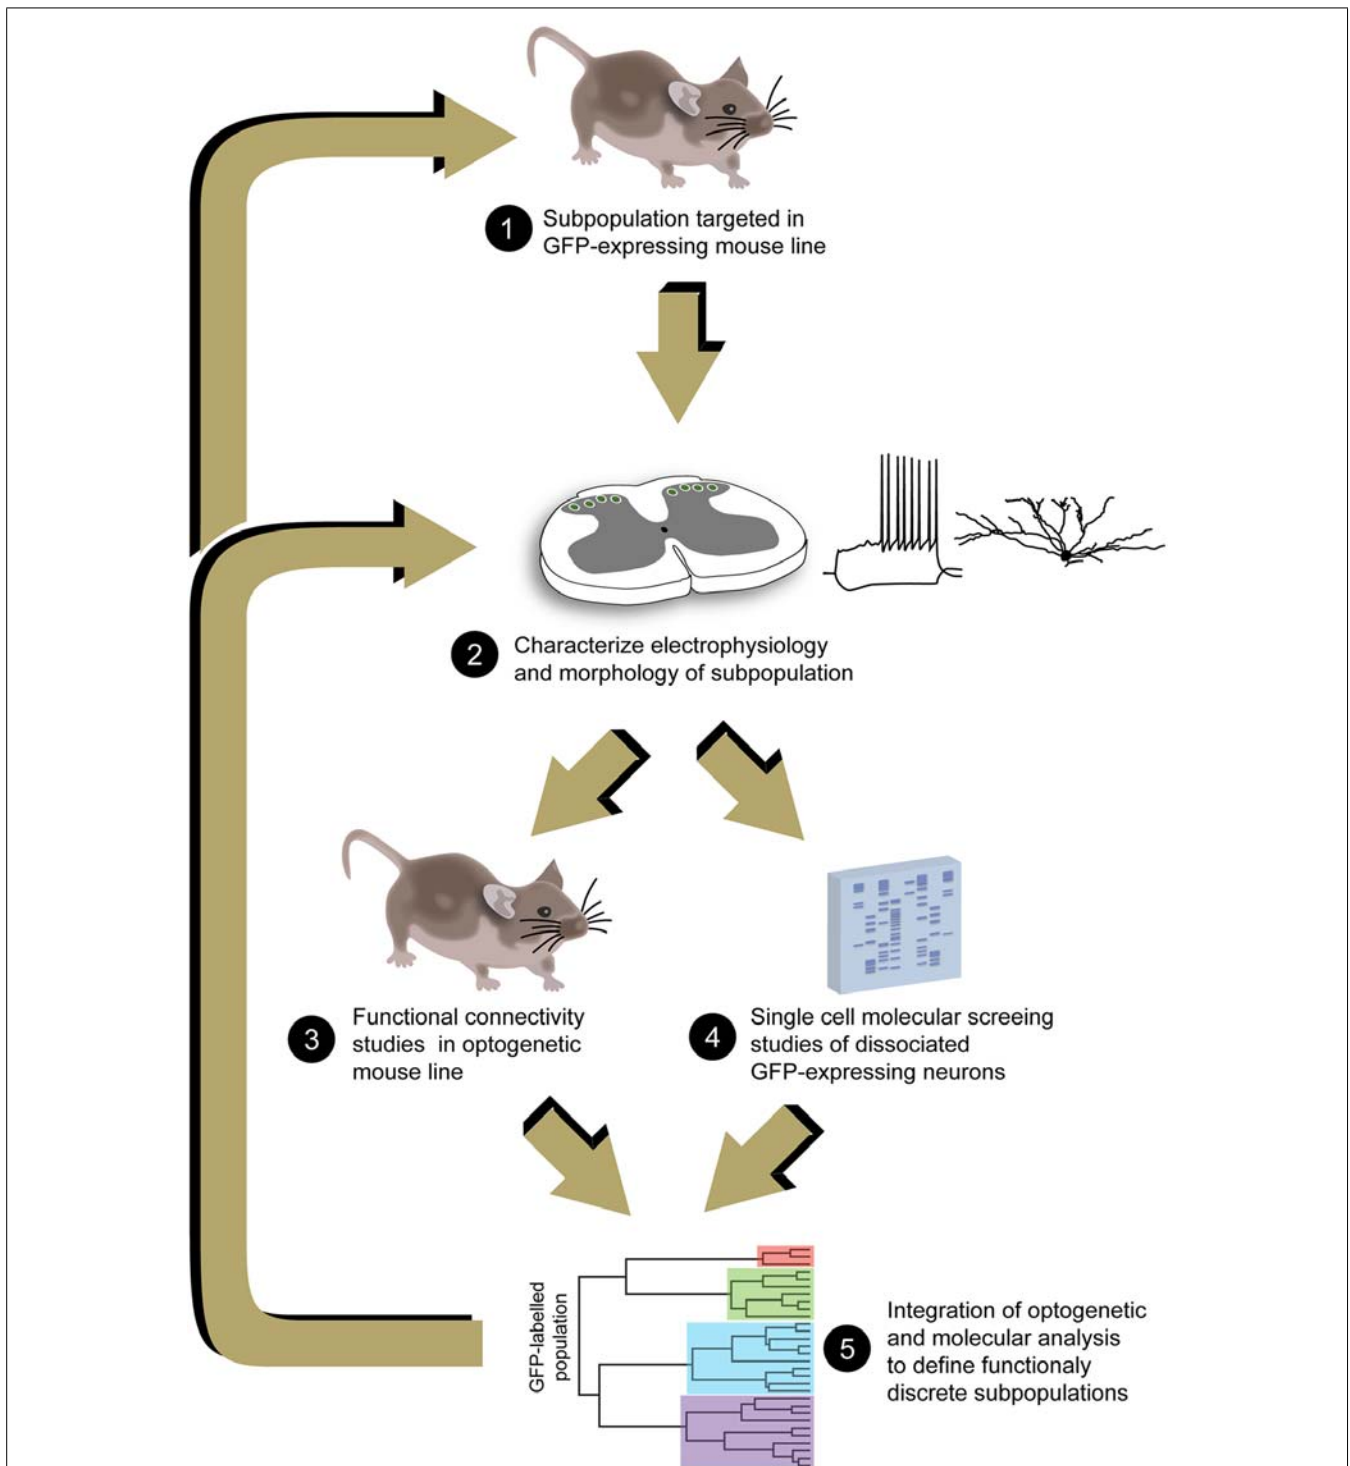 1 Subpopulation targeted in
GFP-expressing mouse line
2 Characterize electrophysiology
and morphology of subpopulation
3 Functional connectivity
studies in optogenetic
mouse line
4 Single cell molecular screeing
studies of dissociated
GFP-expressing neurons
GFP-labelled
population
5 Integration of optogenetic
and molecular analysis
to define functionaly
discrete subpopulations